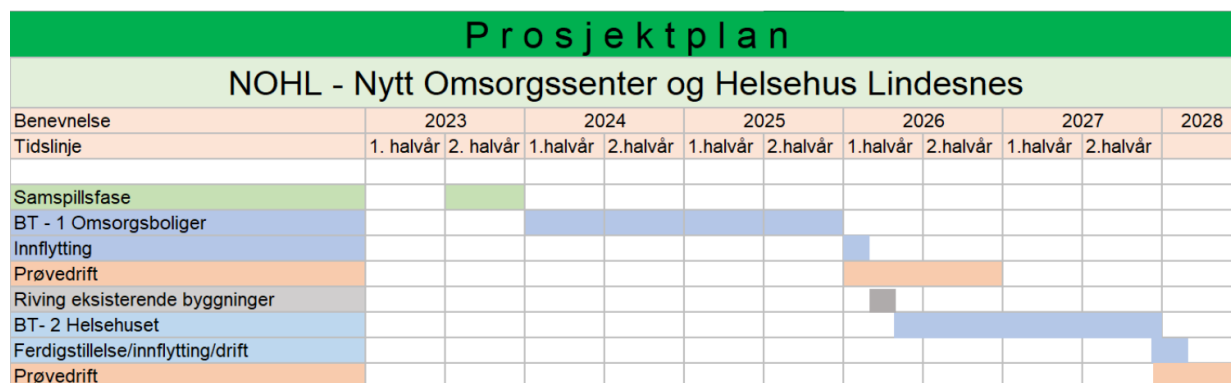 Prosjektplan
NOHL - Nytt Omsorgssenter og Helsehus Lindesnes
Benevnelse 2023 2024 2025 2026 2027 2028
Tidslinje 1. halvår 2. halvår 1.halvår 2.halvår 1.halvår 2.halvår 1.halvår 2.halvår 1.halvår 2.halvår
Samspillsfase
BT - 1 Omsorgsboliger
Innflytting
Prøvedrift
Riving eksisterende byggninger
BT- 2 Helsehuset
Ferdigstillelse/innflytting/drift
Prøvedrift